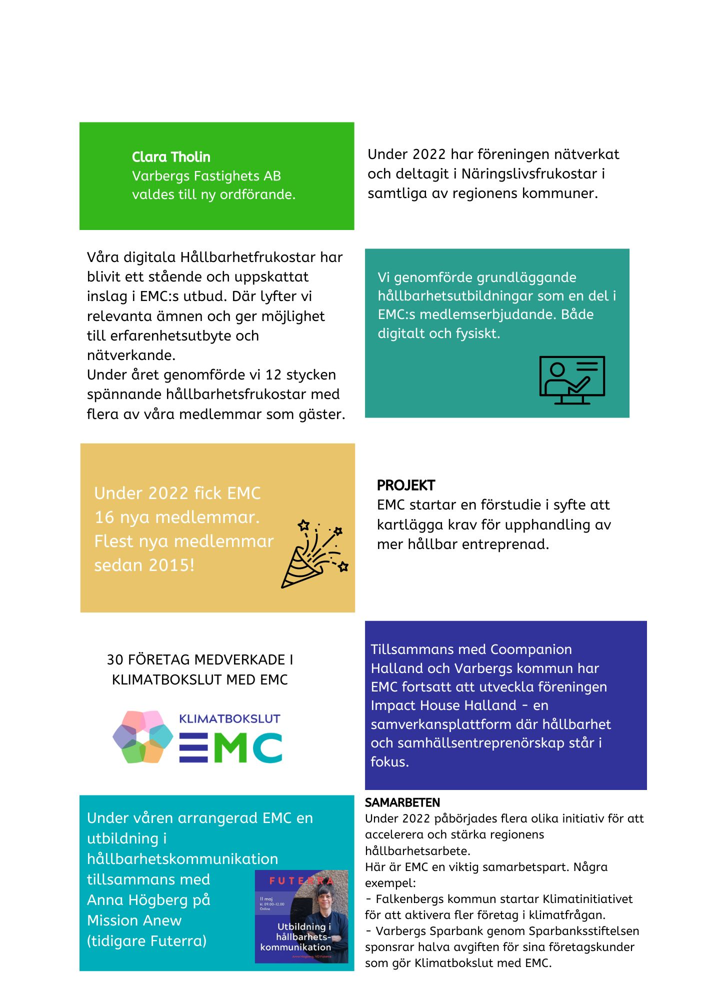 Clara Tholin
Varbergs Fastighets AB
valdes till ny ordförande.
Under 2022 har föreningen nätverkat
och deltagit i Näringslivsfrukostar i
samtliga av regionens kommuner.
Våra digitala Hållbarhetfrukostar har
blivit ett stående och uppskattat
inslag i EMC:s utbud. Där lyfter vi
relevanta ämnen och ger möjlighet
till erfarenhetsutbyte och
nätverkande.
Under året genomförde vi 12 stycken
spännande hållbarhetsfrukostar med
flera av våra medlemmar som gäster.
Vi genomförde grundläggande
hållbarhetsutbildningar som en del i
EMC:s medlemserbjudande. Både
digitalt och fysiskt.
Under 2022 fick EMC
16 nya medlemmar.
Flest nya medlemmar
sedan 2015!
PROJEKT
EMC startar en förstudie i syfte att
kartlägga krav för upphandling av
mer hållbar entreprenad.
30 FÖRETAG MEDVERKADE I
KLIMATBOKSLUT MED EMC
KLIMATBOKSLUT
EMC
Tillsammans med Coompanion
Halland och Varbergs kommun har
EMC fortsatt att utveckla föreningen
Impact House Halland - en
samverkansplattform där hållbarhet
och samhällsentreprenörskap står i
fokus.
Under våren arrangerad EMC en
utbildning i
hållbarhetskommunikation
tillsammans med
Anna Högberg på
Mission Anew
(tidigare Futerra)
FUTERRA
11 maj
kl. 09.00-12.00
Online
Utbildning i
hållbarhets-
kommunikation
Anna Högberg, VD Futerra
SAMARBETEN
Under 2022 påbörjades flera olika initiativ för att
accelerera och stärka regionens
hållbarhetsarbete.
Här är EMC en viktig samarbetspart. Några
exempel:
- Falkenbergs kommun startar Klimatinitiativet
för att aktivera fler företag i klimatfrågan.
- Varbergs Sparbank genom Sparbanksstiftelsen
sponsrar halva avgiften för sina företagskunder
som gör Klimatbokslut med EMC.